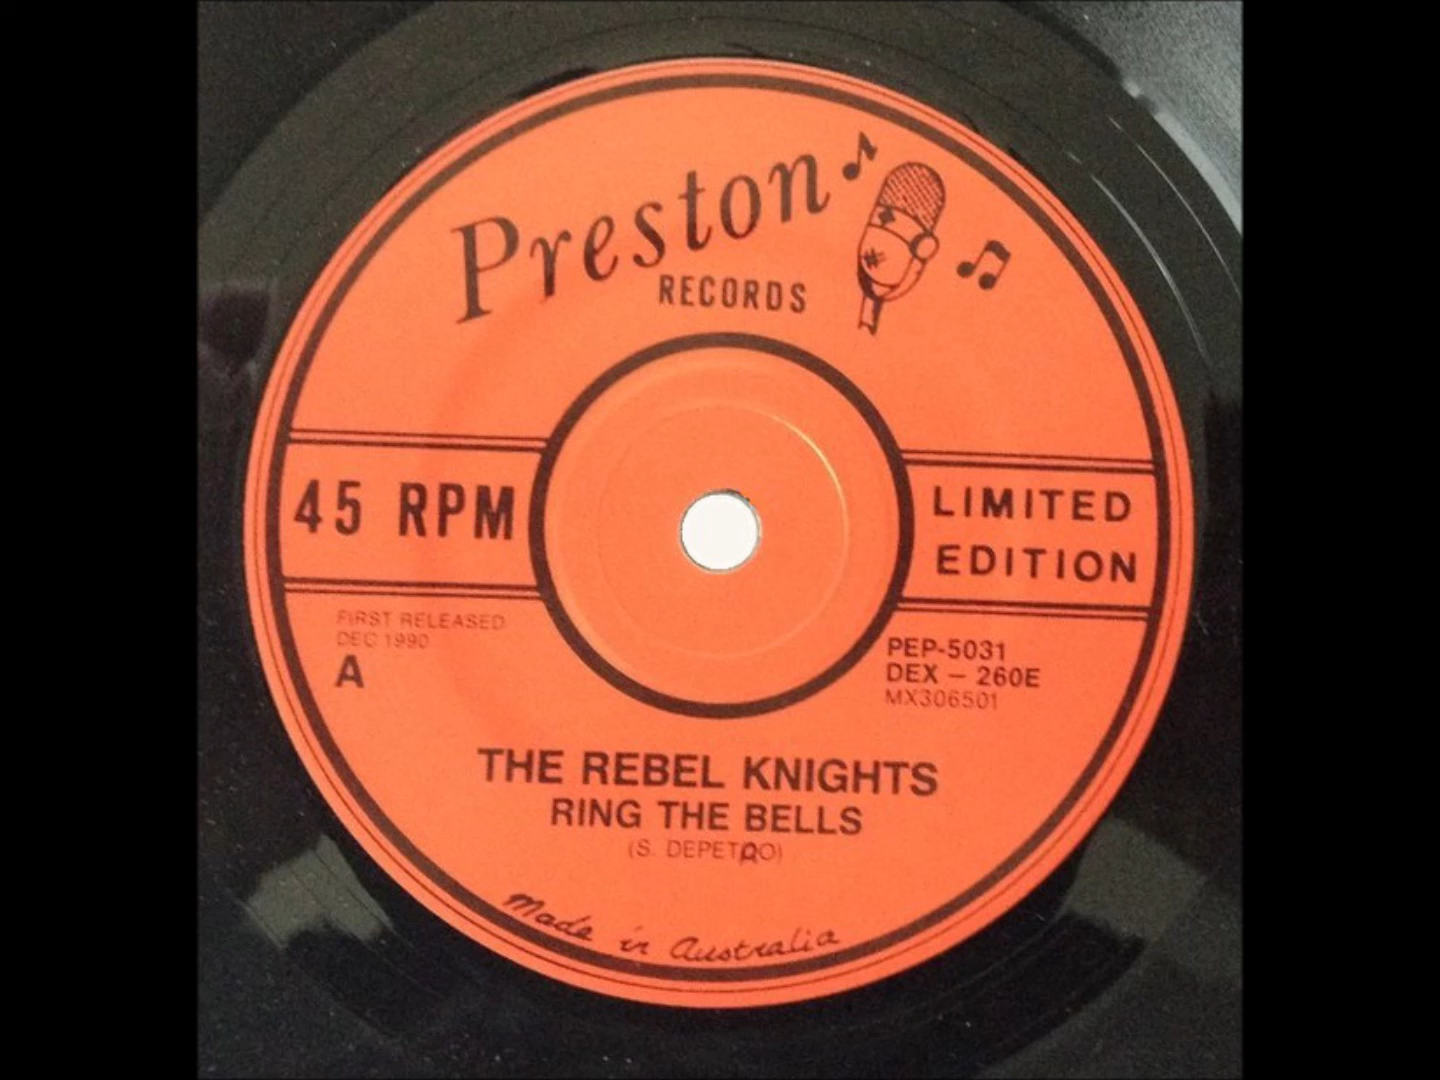 Preston
RECORDS
45 RPM
LIMITED
EDITION
FIRST RELEASED
DEC 1990
A
PEP-5031
DEX – 260E
MX306501
THE REBEL KNIGHTS
RING THE BELLS
(S. DEPETRO)
Made in Australia